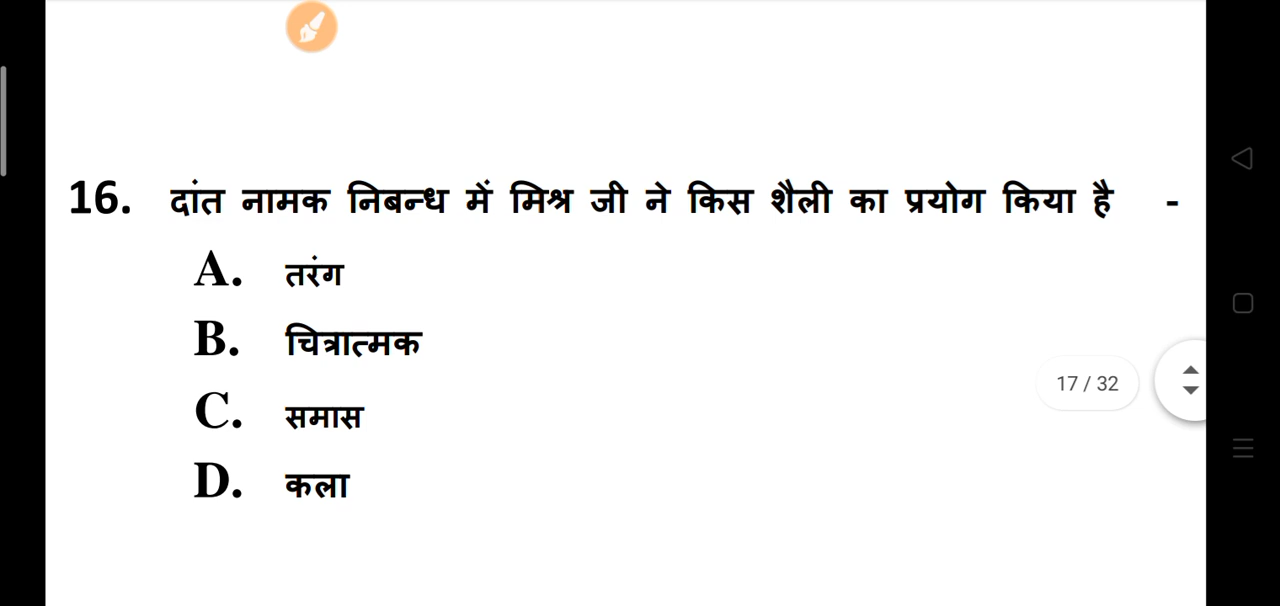 16. दांत नामक निबन्ध में मिश्र जी ने किस शैली का प्रयोग किया है -
A. तरंग
B. चित्रात्मक
17 / 32
C. समास
D. कला